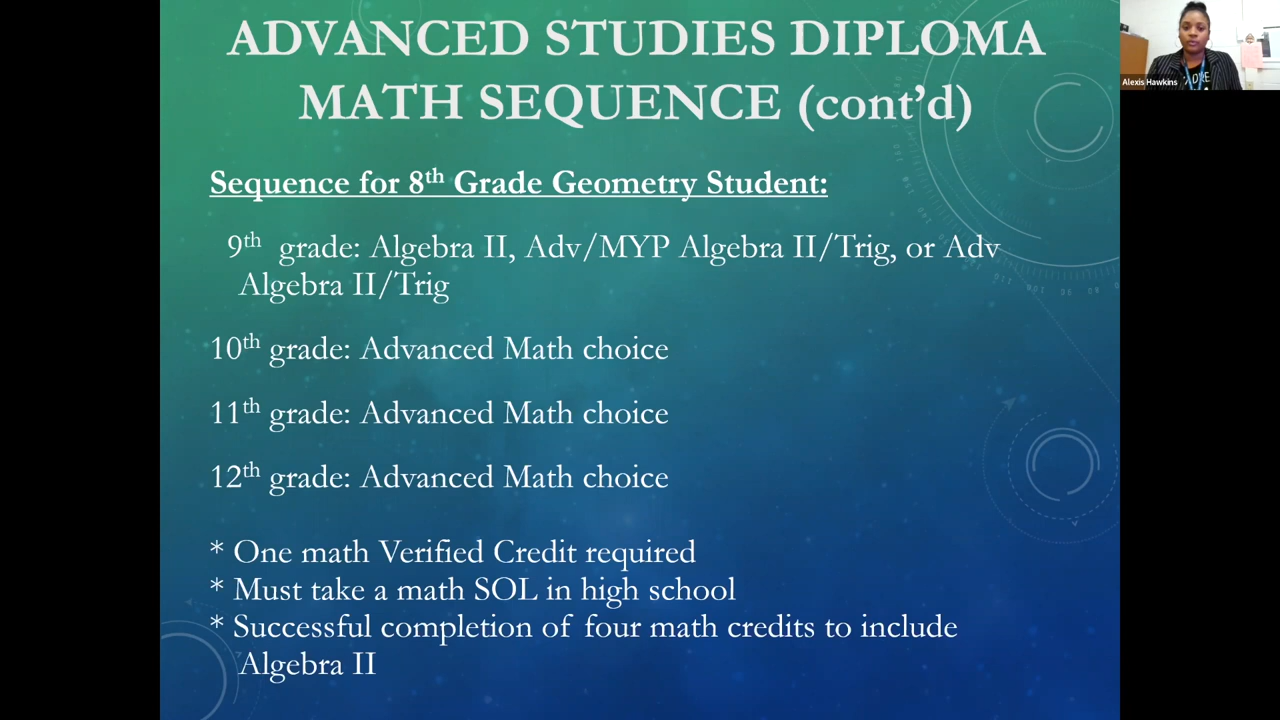 ADVANCED STUDIES DIPLOMA
MATH SEQUENCE (cont’d)
Sequence for 8th Grade Geometry Student:
9th grade: Algebra II, Adv/MYP Algebra II/Trig, or Adv
Algebra II/Trig
10th grade: Advanced Math choice
11th grade: Advanced Math choice
12th grade: Advanced Math choice
* One math Verified Credit required
* Must take a math SOL in high school
* Successful completion of four math credits to include
Algebra II
Alexis Hawkins